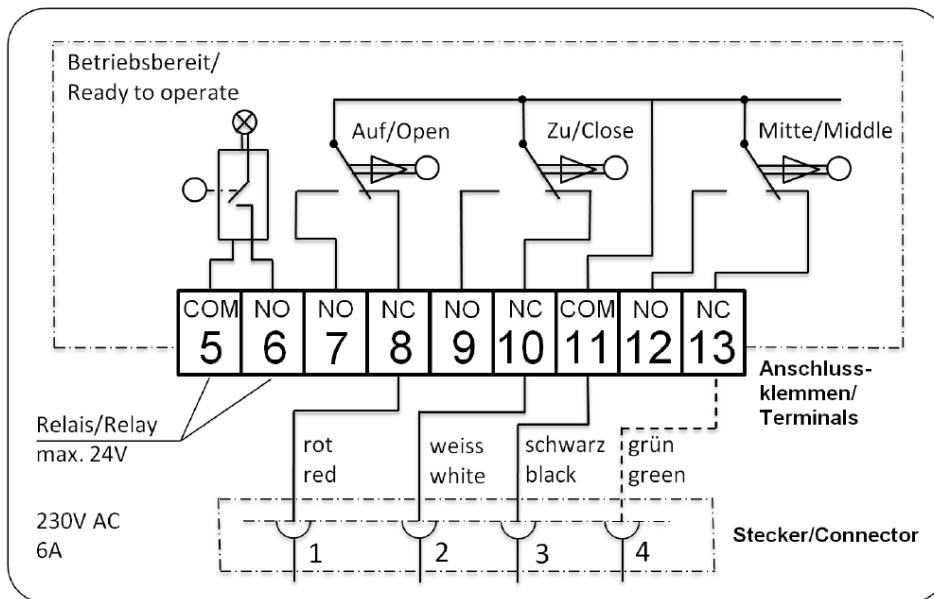 Betriebsbereit/
Ready to operate
Auf/Open
Zu/Close
Mitte/Middle
COM NO NO NC NO NC COM NO NC
5 6 7 8 9 10 11 12 13
Anschluss-
klemmen/
Terminals
Relais/Relay
max. 24V
rot
red
weiss
white
schwarz
black
grün
green
230V AC
6A
1 2 3 4
Stecker/Connector